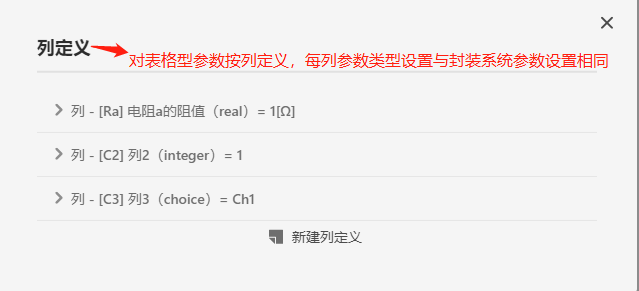 列定义
对表格型参数按列定义，每列参数类型设置与封装系统参数设置相同
列 - [Ra] 电阻a的阻值（real）= 1[Ω]
列 - [C2] 列2（integer）= 1
列 - [C3] 列3（choice）= Ch1
新建列定义